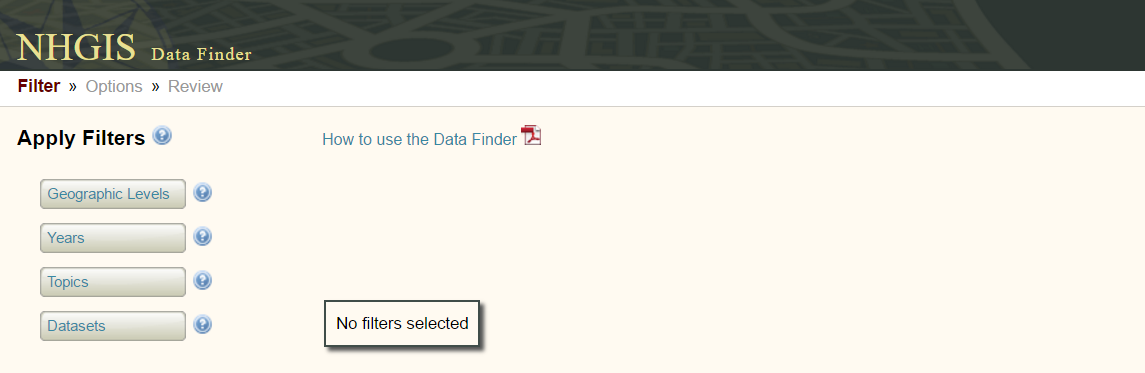 NHGIS Data Finder
Filter » Options » Review
Apply Filters ?
How to use the Data Finder
Geographic Levels ?
Years ?
Topics ?
Datasets ?
No filters selected